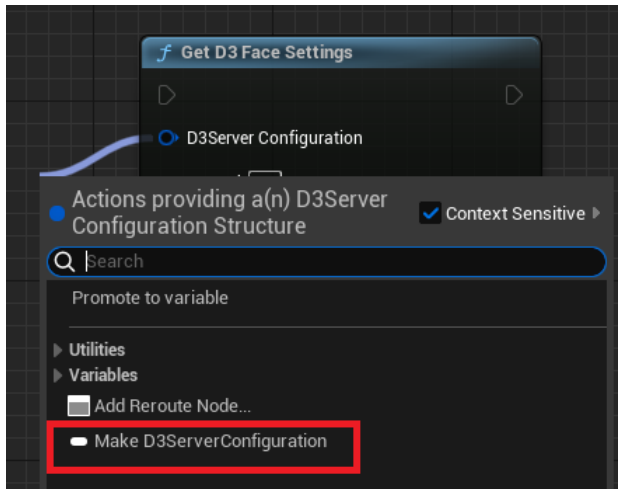 f Get D3 Face Settings
D3Server Configuration
Actions providing a(n) D3Server
Configuration Structure
Context Sensitive
Search
Promote to variable
Utilities
Variables
Add Reroute Node...
Make D3ServerConfiguration